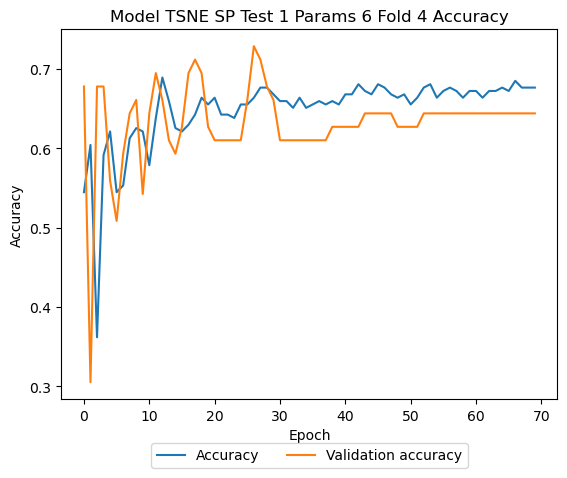 Model TSNE SP Test 1 Params 6 Fold 4 Accuracy
0.7
0.6
0.5
0.4
0.3
Accuracy
0 10 20 30 40 50 60 70
Epoch
Accuracy Validation accuracy